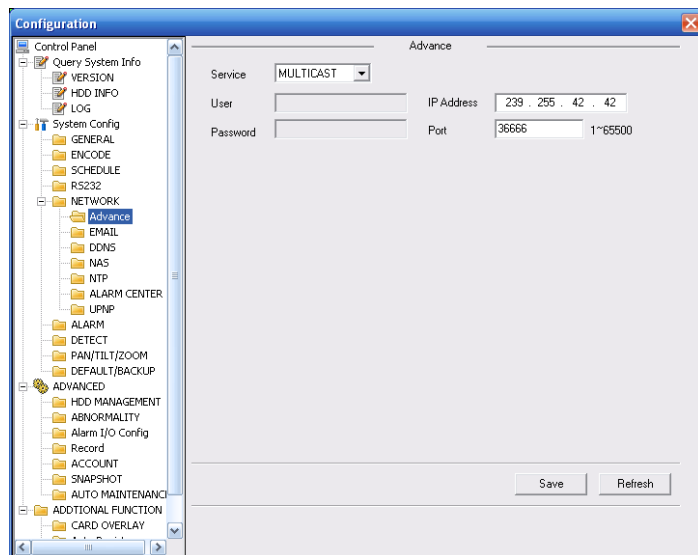 Configuration
Control Panel
Query System Info
VERSION
HDD INFO
LOG
System Config
GENERAL
ENCODE
SCHEDULE
RS232
NETWORK
Advance
EMAIL
DDNS
NAS
NTP
ALARM CENTER
UPNP
ALARM
DETECT
PAN/TILT/ZOOM
DEFAULT/BACKUP
ADVANCED
HDD MANAGEMENT
ABNORMALITY
Alarm I/O Config
Record
ACCOUNT
SNAPSHOT
AUTO MAINTENANC
ADDTIONAL FUNCTION
CARD OVERLAY
Advance
Service MULTICAST
User IP Address 239 . 255 . 42 . 42
Password Port 36666 1~65500
Save Refresh